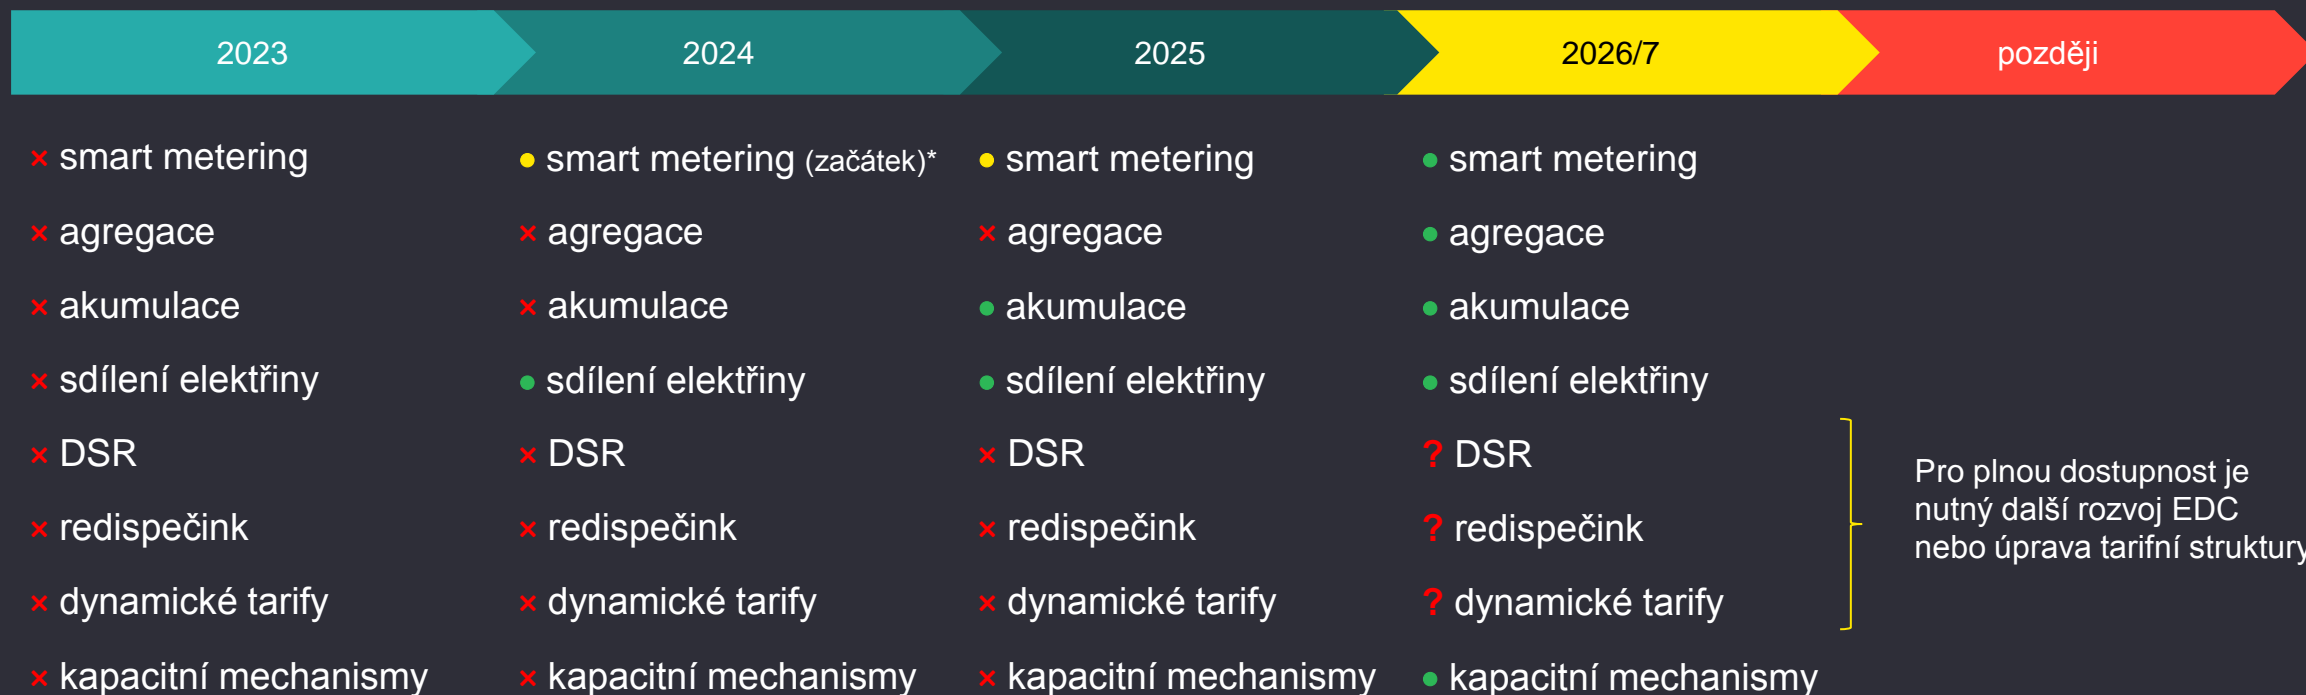 2023
2024
2025
2026/7
později
× smart metering
× agregace
× akumulace
× sdílení elektřiny
× DSR
× redispečink
× dynamické tarify
× kapacitní mechanismy
● smart metering (začátek)*
× agregace
× akumulace
● sdílení elektřiny
× DSR
× redispečink
× dynamické tarify
× kapacitní mechanismy
● smart metering
× agregace
● akumulace
● sdílení elektřiny
× DSR
× redispečink
× dynamické tarify
× kapacitní mechanismy
● smart metering
● agregace
● akumulace
● sdílení elektřiny
? DSR
? redispečink
? dynamické tarify
● kapacitní mechanismy
Pro plnou dostupnost je
nutný další rozvoj EDC
nebo úprava tarifní struktury